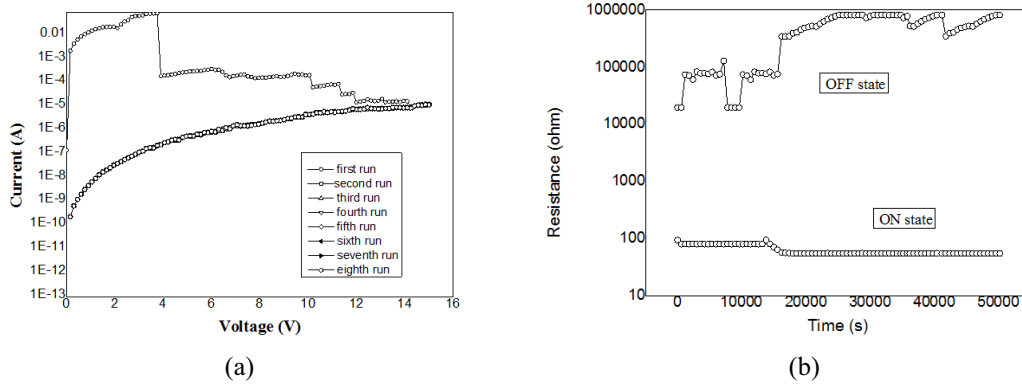 0.01
1E-3
1E-4
1E-5
1E-6
1E-7
1E-8
1E-9
1E-10
1E-11
1E-12
1E-13
Current (A)
first run
second run
third run
fourth run
fifth run
sixth run
seventh run
eighth run
0 2 4 6 8 10 12 14 16
Voltage (V)
(a)
1000000
100000
10000
1000
100
10
Resistance (ohm)
OFF state
ON state
0 10000 20000 30000 40000 50000
Time (s)
(b)